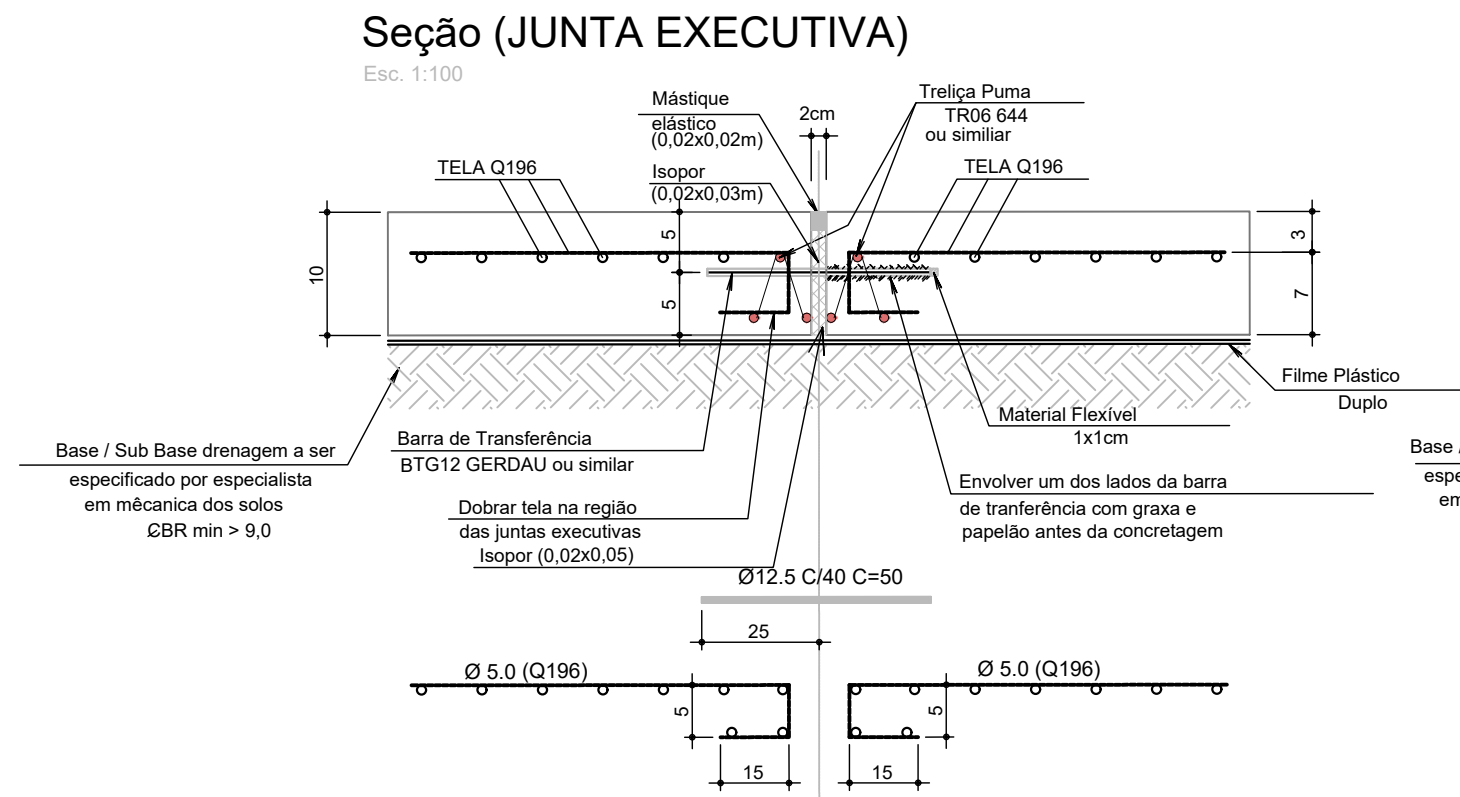 Seção (JUNTA EXECUTIVA)
Esc. 1:100
Mástique
elástico
(0,02x0,02m)
2cm
Treliça Puma
TR06 644
ou similiar
TELA Q196
Isopor
(0,02x0,03m)
TELA Q196
10
5
5
3
7
Filme Plástico
Duplo
Material Flexível
1x1cm
Base / Sub Base drenagem a ser
especificado por especialista
em mêcanica dos solos
CBR min > 9,0
Barra de Transferência
BTG12 GERDAU ou similar
Base /
espe
em
Envolver um dos lados da barra
de tranferência com graxa e
papelão antes da concretagem
Dobrar tela na região
das juntas executivas
Isopor (0,02x0,05)
Ø12.5 C/40 C=50
25
Ø 5.0 (Q196)
Ø 5.0 (Q196)
5
5
15
15